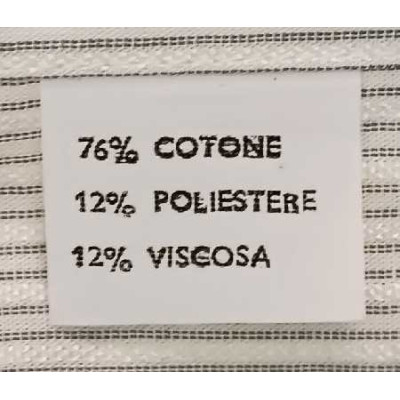 76% COTONE
12% POLIESTERE
12% VISCOSA